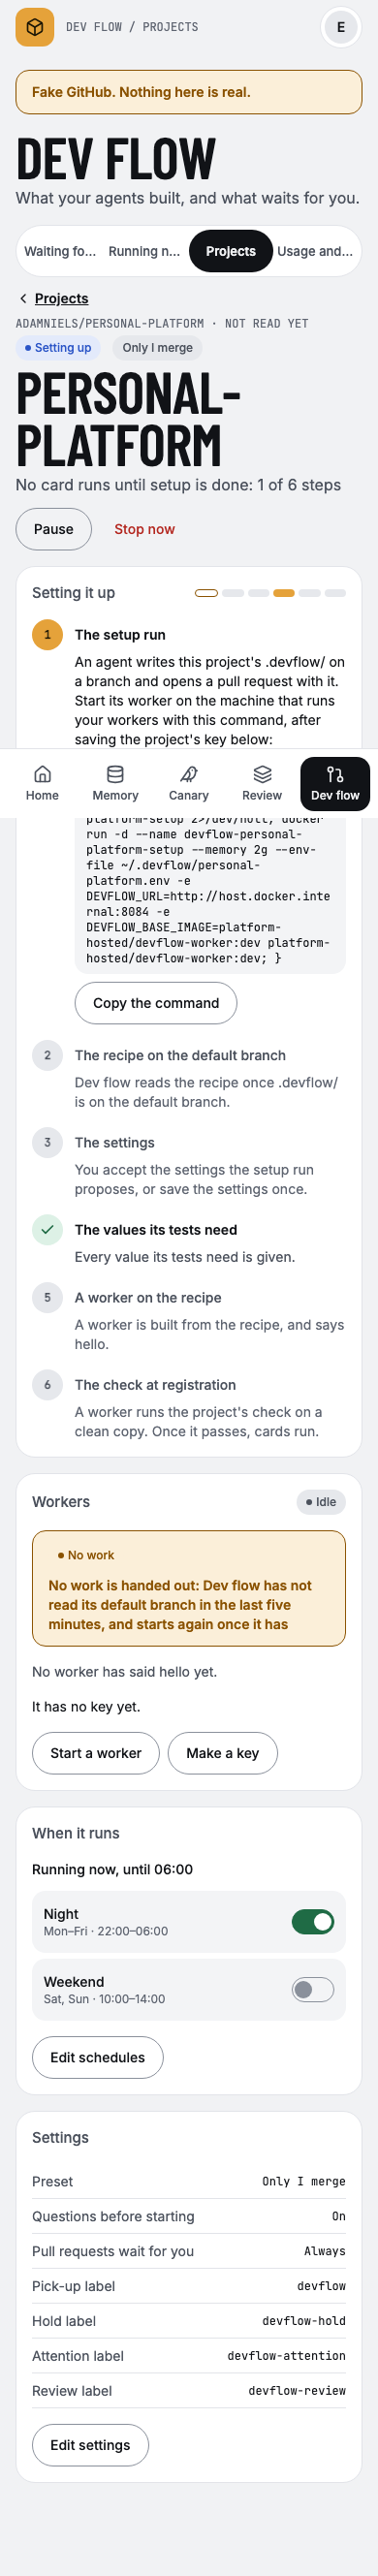 DEV FLOW / PROJECTS
E
Fake GitHub. Nothing here is real.
DEV FLOW
What your agents built, and what waits for you.
Waiting fo...
Running n...
Projects
Usage and...
Projects
ADAMNIELS/PERSONAL-PLATFORM · NOT READ YET
Setting up
Only I merge
PERSONAL-
PLATFORM
No card runs until setup is done: 1 of 6 steps
Pause
Stop now
Setting it up
1
The setup run
An agent writes this project's .devflow/ on
a branch and opens a pull request with it.
Start its worker on the machine that runs
your workers with this command, after
saving the project's key below:
Home
Memory
Canary
Review
Dev flow
platform-setup 2>/dev/null; docker
run -d --name devflow-personal-
platform-setup --memory 2g --env-
file ~/.devflow/personal-
platform.env -e
DEVFLOW_URL=http://host.docker.inte
rnal:8084 -e
DEVFLOW_BASE_IMAGE=platform-
hosted/devflow-worker:dev platform-
hosted/devflow-worker:dev; }
Copy the command
2
The recipe on the default branch
Dev flow reads the recipe once .devflow/
is on the default branch.
3
The settings
You accept the settings the setup run
proposes, or save the settings once.
The values its tests need
Every value its tests need is given.
5
A worker on the recipe
A worker is built from the recipe, and says
hello.
6
The check at registration
A worker runs the project's check on a
clean copy. Once it passes, cards run.
Workers
Idle
No work
No work is handed out: Dev flow has not
read its default branch in the last five
minutes, and starts again once it has
No worker has said hello yet.
It has no key yet.
Start a worker
Make a key
When it runs
Running now, until 06:00
Night
Mon–Fri · 22:00–06:00
Weekend
Sat, Sun · 10:00–14:00
Edit schedules
Settings
Preset
Only I merge
Questions before starting
On
Pull requests wait for you
Always
Pick-up label
devflow
Hold label
devflow-hold
Attention label
devflow-attention
Review label
devflow-review
Edit settings